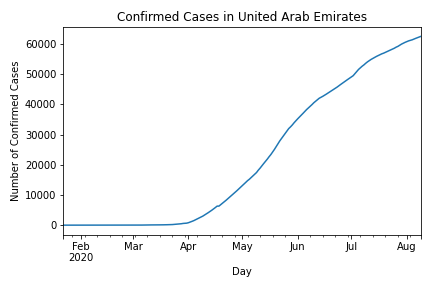 Confirmed Cases in United Arab Emirates
60000
50000
40000
30000
20000
10000
0
Number of Confirmed Cases
Feb Mar Apr May Jun Jul Aug
2020
Day